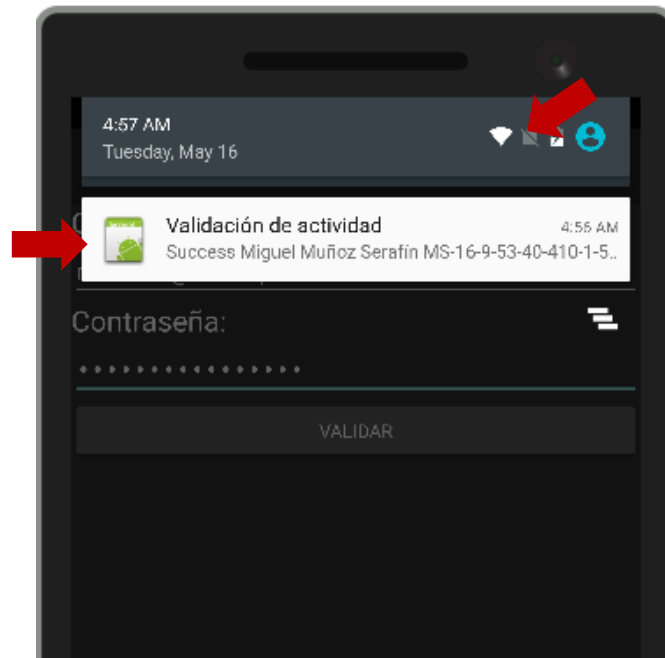 4:57 AM
Tuesday, May 16
Validación de actividad 4:56 AM
Success Miguel Muñoz Serafín MS-16-9-53-40-410-1-5..
Contraseña:
VALIDAR